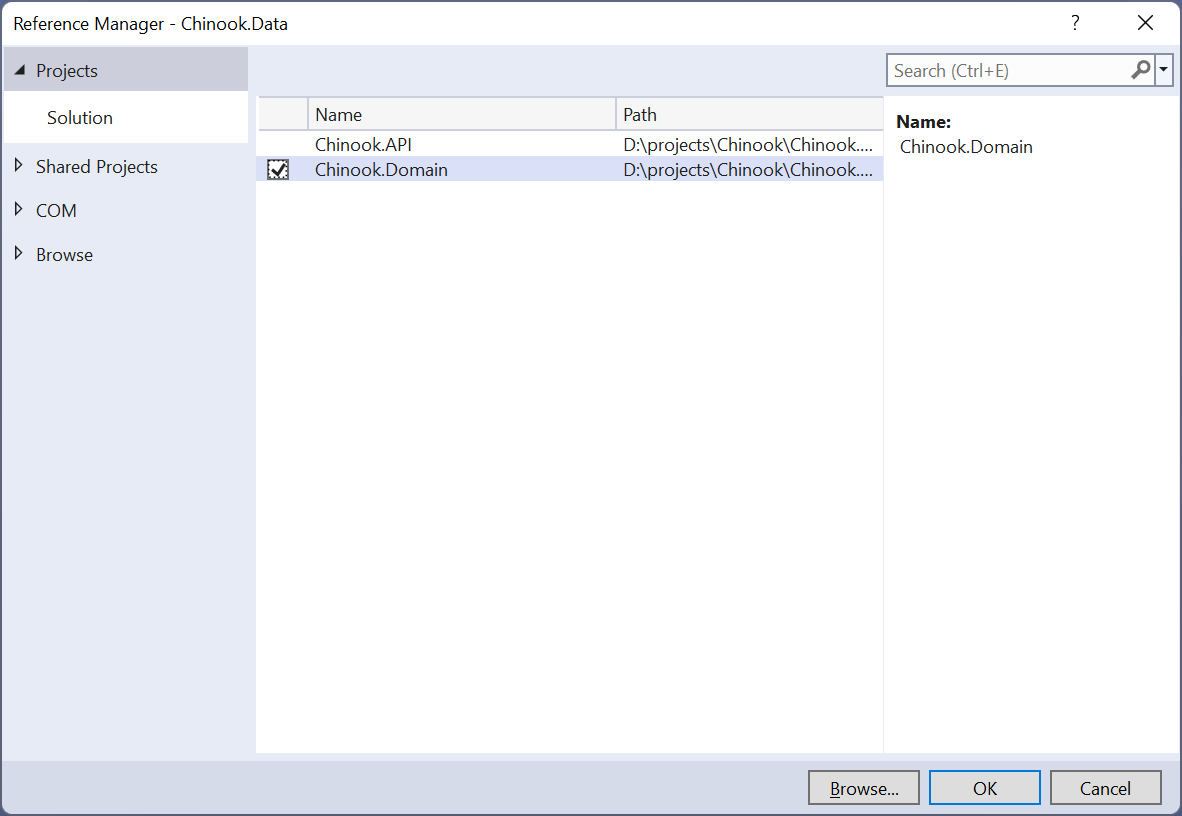 Reference Manager - Chinook.Data
?
Projects
Solution
Shared Projects
COM
Browse
Search (Ctrl+E)
Name Path
Chinook.API D:\projects\Chinook\Chinook....
Chinook.Domain D:\projects\Chinook\Chinook....
Name:
Chinook.Domain
Browse... OK Cancel